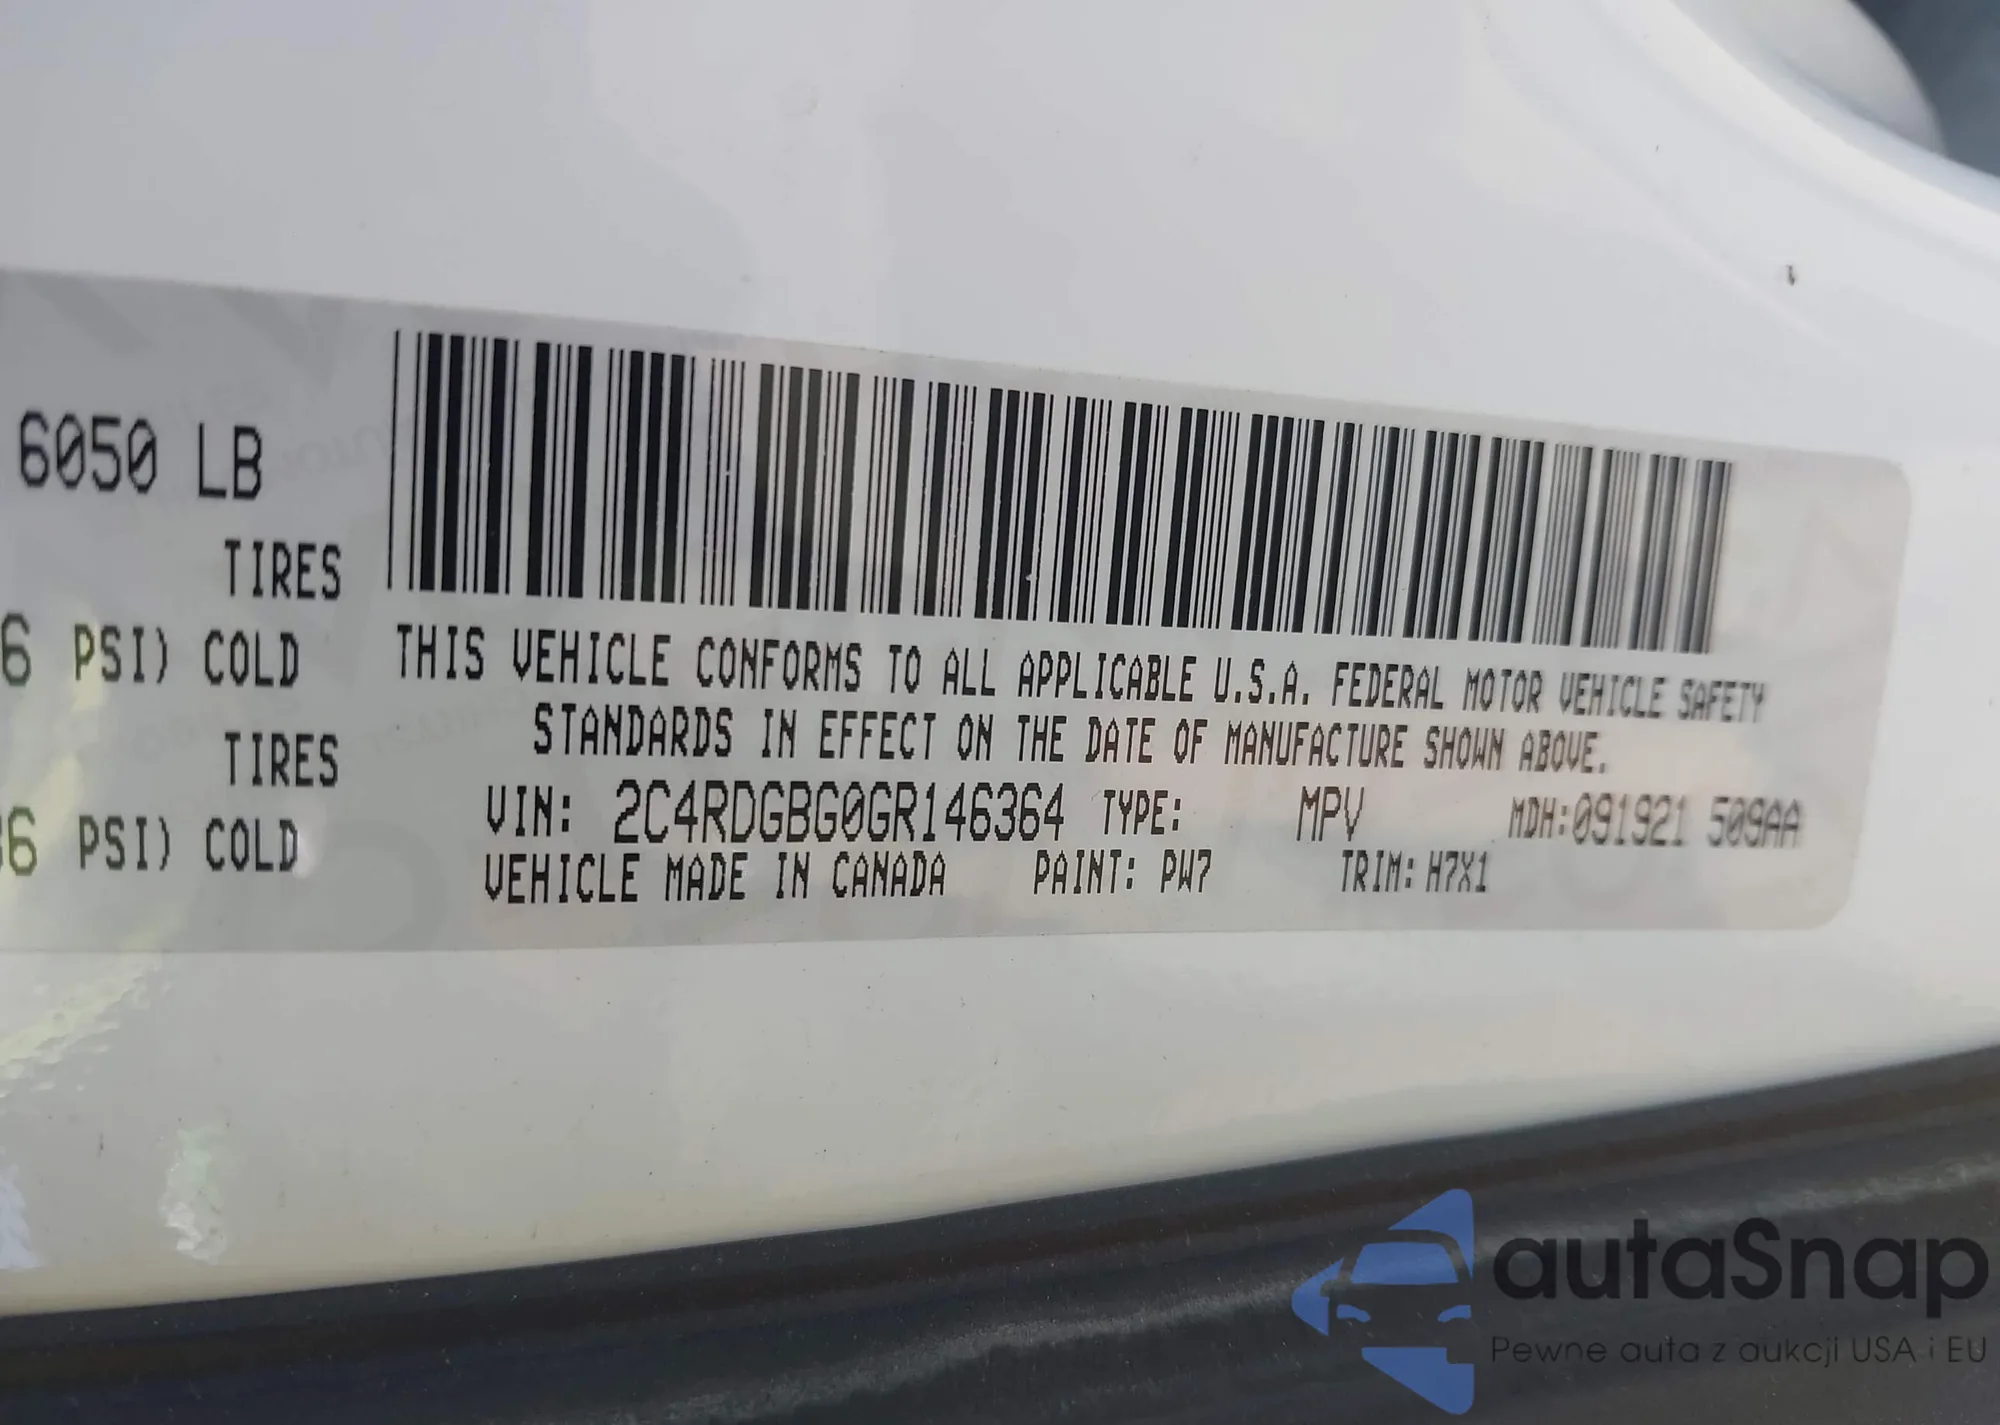 6050 LB
TIRES
6 PSI) COLD
TIRES
36 PSI) COLD
THIS VEHICLE CONFORMS TO ALL APPLICABLE U.S.A. FEDERAL MOTOR VEHICLE SAFETY
STANDARDS IN EFFECT ON THE DATE OF MANUFACTURE SHOWN ABOVE.
VIN: 2C4RDGBG0GR146364 TYPE: MPV MDH:091921 509AA
VEHICLE MADE IN CANADA PAINT: PW7 TRIM: H7X1
autaSnap
Pewne auta z aukcji USA i EU